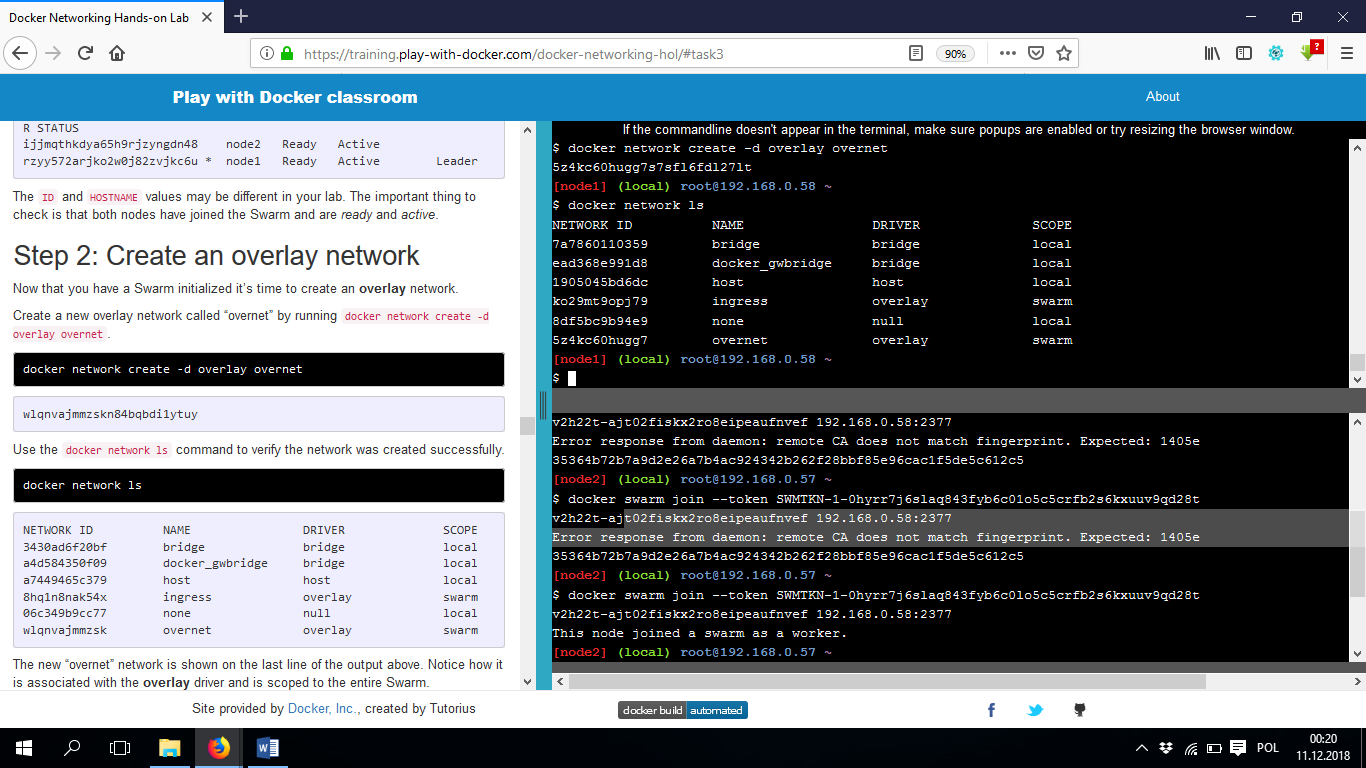 Docker Networking Hands-on Lab
https://training.play-with-docker.com/docker-networking-hol/#task3
90%
Play with Docker classroom
About
R STATUS
ijjmqthkdya65h9rjzyngdn48 node2 Ready Active
rzyy572arjko2w0j82zvjkc6u * node1 Ready Active Leader
The ID and HOSTNAME values may be different in your lab. The important thing to
check is that both nodes have joined the Swarm and are ready and active.
Step 2: Create an overlay network
Now that you have a Swarm initialized it’s time to create an overlay network.
Create a new overlay network called “overnet” by running docker network create -d
overlay overnet .
docker network create -d overlay overnet
wlqnvajmmzskn84bqbdi1ytuy
Use the docker network ls command to verify the network was created successfully.
docker network ls
NETWORK ID NAME DRIVER SCOPE
3430ad6f20bf bridge bridge local
a4d584350f09 docker_gwbridge bridge local
a7449465c379 host host local
8hq1n8nak54x ingress overlay swarm
06c349b9cc77 none null local
wlqnvajmmzsk overnet overlay swarm
The new “overnet” network is shown on the last line of the output above. Notice how it
is associated with the overlay driver and is scoped to the entire Swarm.
If the commandline doesn't appear in the terminal, make sure popups are enabled or try resizing the browser window.
$ docker network create -d overlay overnet
5z4kc60hugg7s7sfl6fdl27lt
[node1] (local) root@192.168.0.58 ~
$ docker network ls
NETWORK ID NAME DRIVER SCOPE
7a7860110359 bridge bridge local
ead368e991d8 docker_gwbridge bridge local
1905045bd6dc host host local
ko29mt9opj79 ingress overlay swarm
8df5bc9b94e9 none null local
5z4kc60hugg7 overnet overlay swarm
[node1] (local) root@192.168.0.58 ~
$
v2h22t-ajt02fiskx2ro8eipeaufnvef 192.168.0.58:2377
Error response from daemon: remote CA does not match fingerprint. Expected: 1405e
35364b72b7a9d2e26a7b4ac924342b262f28bbf85e96cac1f5de5c612c5
[node2] (local) root@192.168.0.57 ~
$ docker swarm join --token SWMTKN-1-0hyrr7j6slaq843fyb6c01o5c5crfb2s6kxuuv9qd28t
v2h22t-ajt02fiskx2ro8eipeaufnvef 192.168.0.58:2377
Error response from daemon: remote CA does not match fingerprint. Expected: 1405e
35364b72b7a9d2e26a7b4ac924342b262f28bbf85e96cac1f5de5c612c5
[node2] (local) root@192.168.0.57 ~
$ docker swarm join --token SWMTKN-1-0hyrr7j6slaq843fyb6c0lo5c5crfb2s6kxuuv9qd28t
v2h22t-ajt02fiskx2ro8eipeaufnvef 192.168.0.58:2377
This node joined a swarm as a worker.
[node2] (local) root@192.168.0.57 ~
Site provided by Docker, Inc., created by Tutorius
docker build automated
POL
00:20
11.12.2018